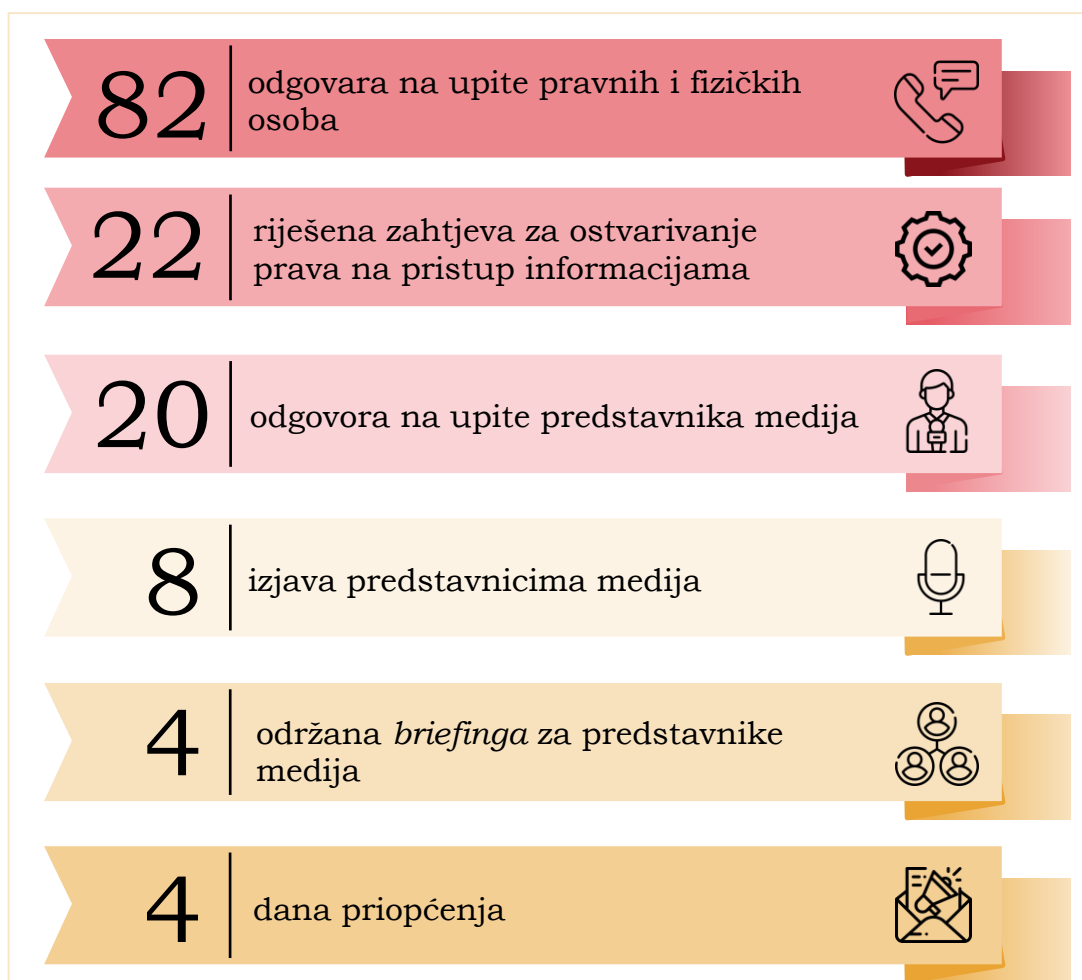 82
odgovara na upite pravnih i fizičkih
osoba
22
riješena zahtjeva za ostvarivanje
prava na pristup informacijama
20
odgovora na upite predstavnika medija
8
izjava predstavnicima medija
4
održana briefinga za predstavnike
medija
4
dana priopćenja